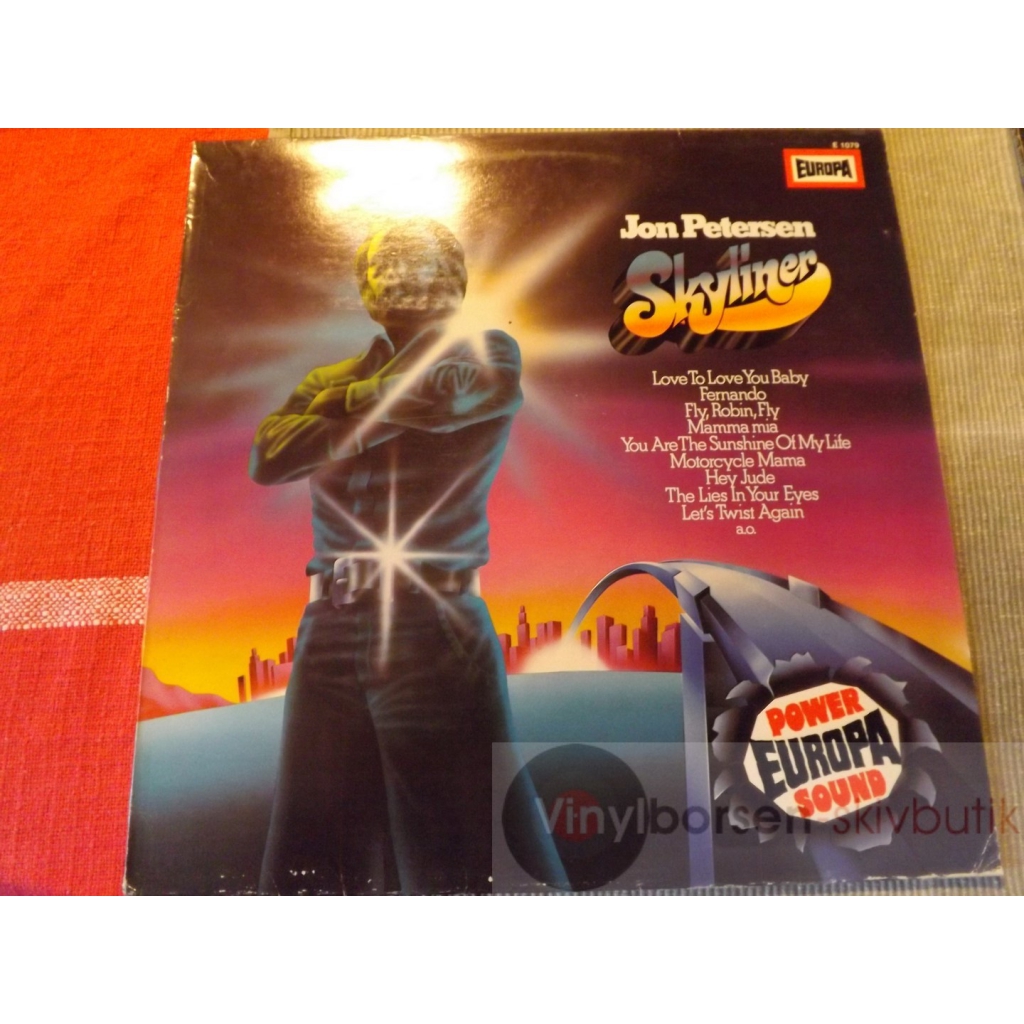 E 1079
EUROPA
Jon Petersen
Skyliner
Love To Love You Baby
Fernando
Fly, Robin, Fly
Mamma mia
You Are The Sunshine Of My Life
Motorcycle Mama
Hey Jude
The Lies In Your Eyes
Let's Twist Again
a.o.
POWER
EUROPA
SOUND
Vinylborsen skivbutik